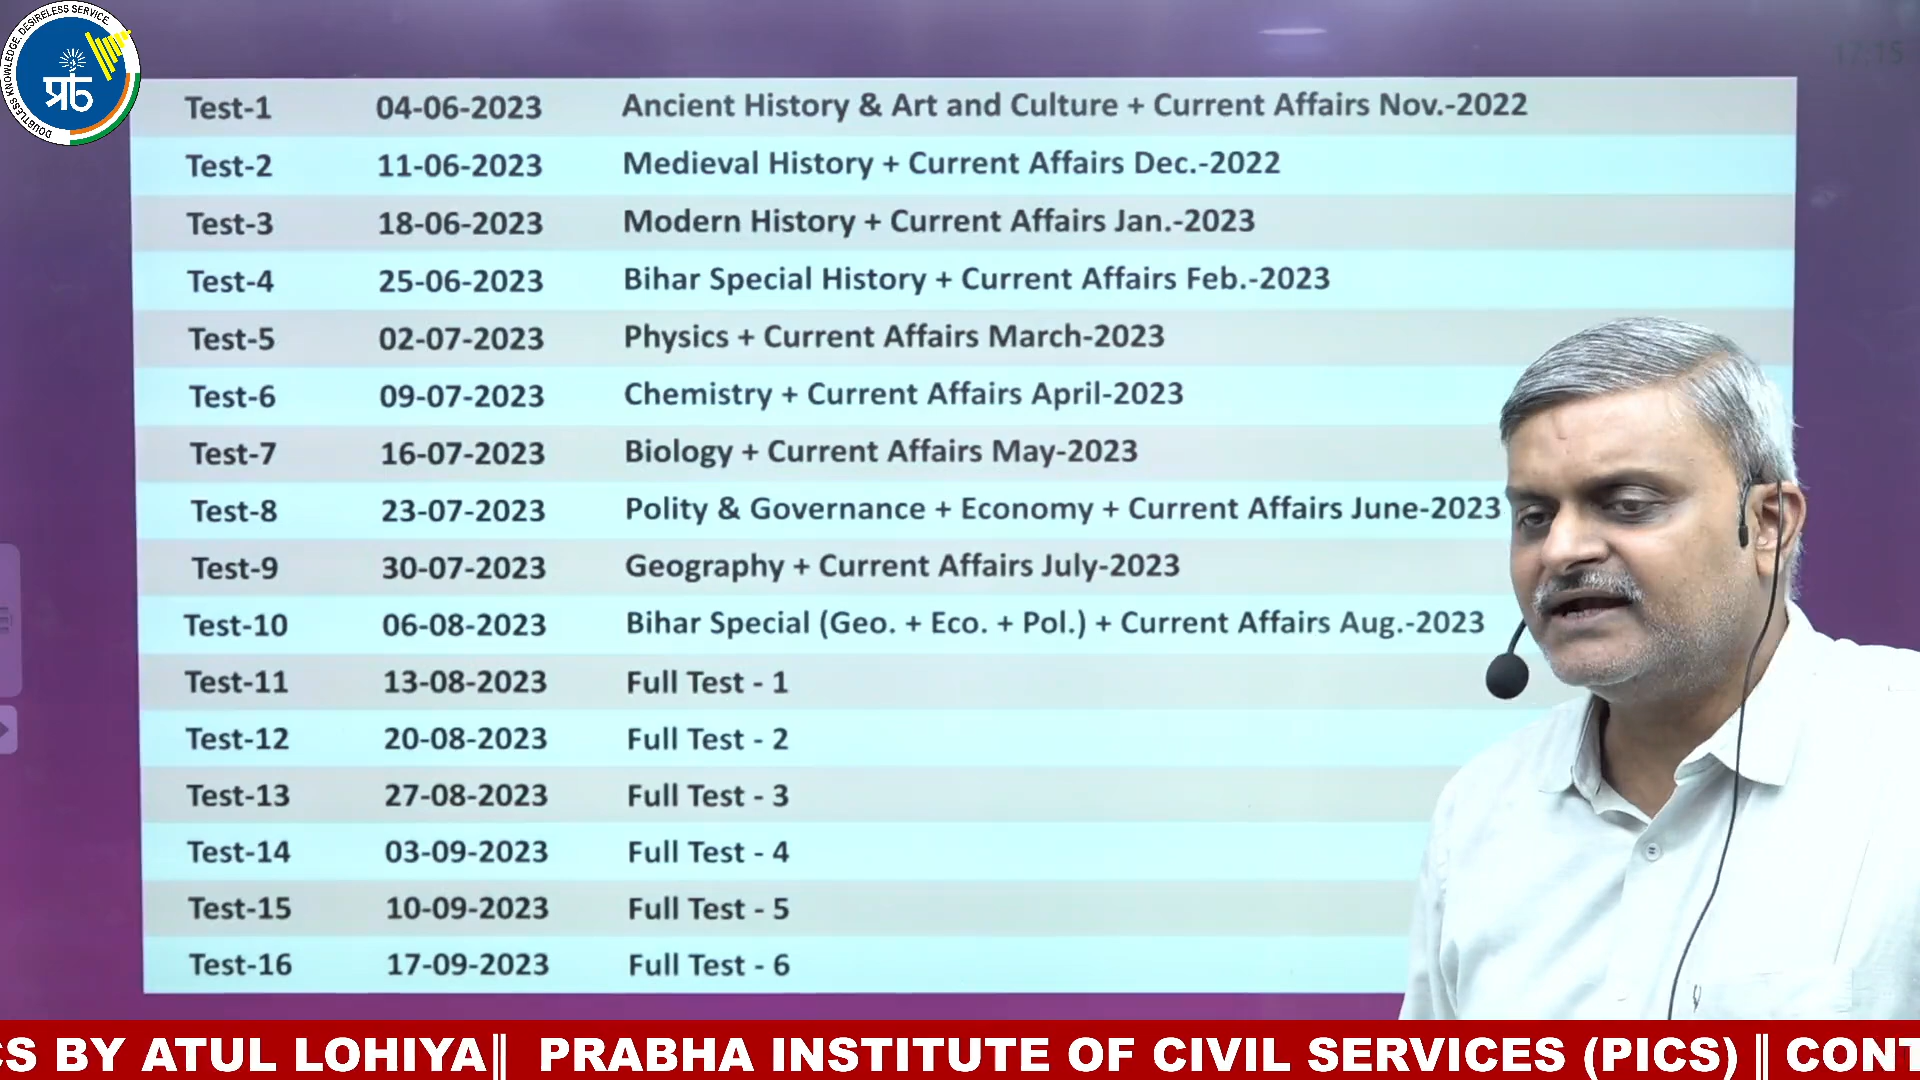 DOUBTLESS KNOWLEDGE, DESIRELESS SERVICE.
प्रभा
17:15
Test-1 04-06-2023 Ancient History & Art and Culture + Current Affairs Nov.-2022
Test-2 11-06-2023 Medieval History + Current Affairs Dec.-2022
Test-3 18-06-2023 Modern History + Current Affairs Jan.-2023
Test-4 25-06-2023 Bihar Special History + Current Affairs Feb.-2023
Test-5 02-07-2023 Physics + Current Affairs March-2023
Test-6 09-07-2023 Chemistry + Current Affairs April-2023
Test-7 16-07-2023 Biology + Current Affairs May-2023
Test-8 23-07-2023 Polity & Governance + Economy + Current Affairs June-2023
Test-9 30-07-2023 Geography + Current Affairs July-2023
Test-10 06-08-2023 Bihar Special (Geo. + Eco. + Pol.) + Current Affairs Aug.-2023
Test-11 13-08-2023 Full Test - 1
Test-12 20-08-2023 Full Test - 2
Test-13 27-08-2023 Full Test - 3
Test-14 03-09-2023 Full Test - 4
Test-15 10-09-2023 Full Test - 5
Test-16 17-09-2023 Full Test - 6
CS BY ATUL LOHIYA|| PRABHA INSTITUTE OF CIVIL SERVICES (PICS) || CONT